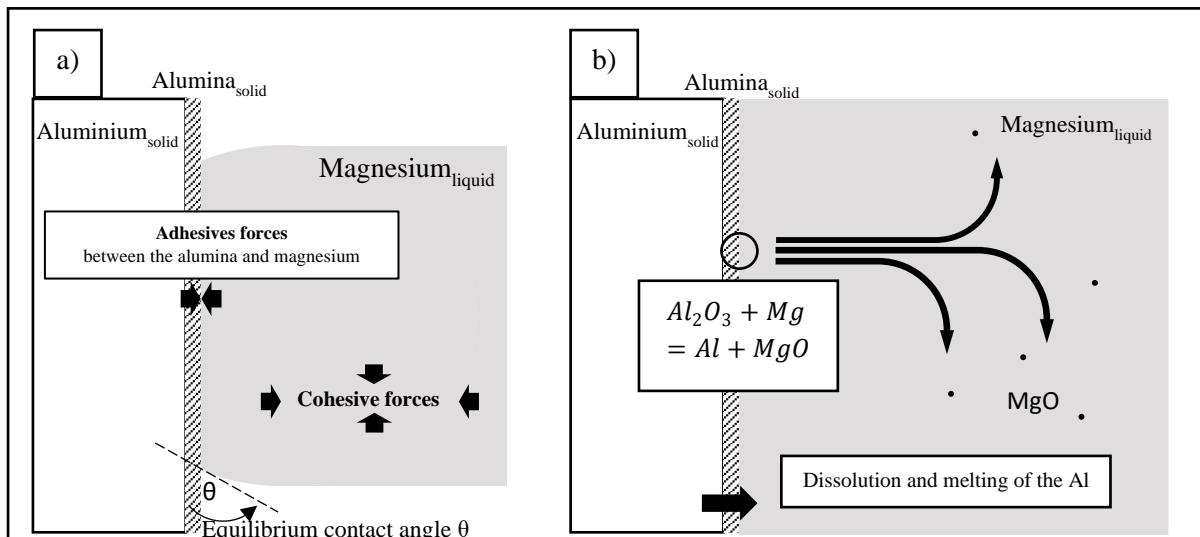 a)
Alumina solid
Aluminium solid
Magnesium liquid
Adhesives forces
between the alumina and magnesium
Cohesive forces
θ
Equilibrium contact angle θ
b)
Alumina solid
Aluminium solid
Magnesium liquid
Al₂O₃ + Mg
= Al + MgO
MgO
Dissolution and melting of the Al